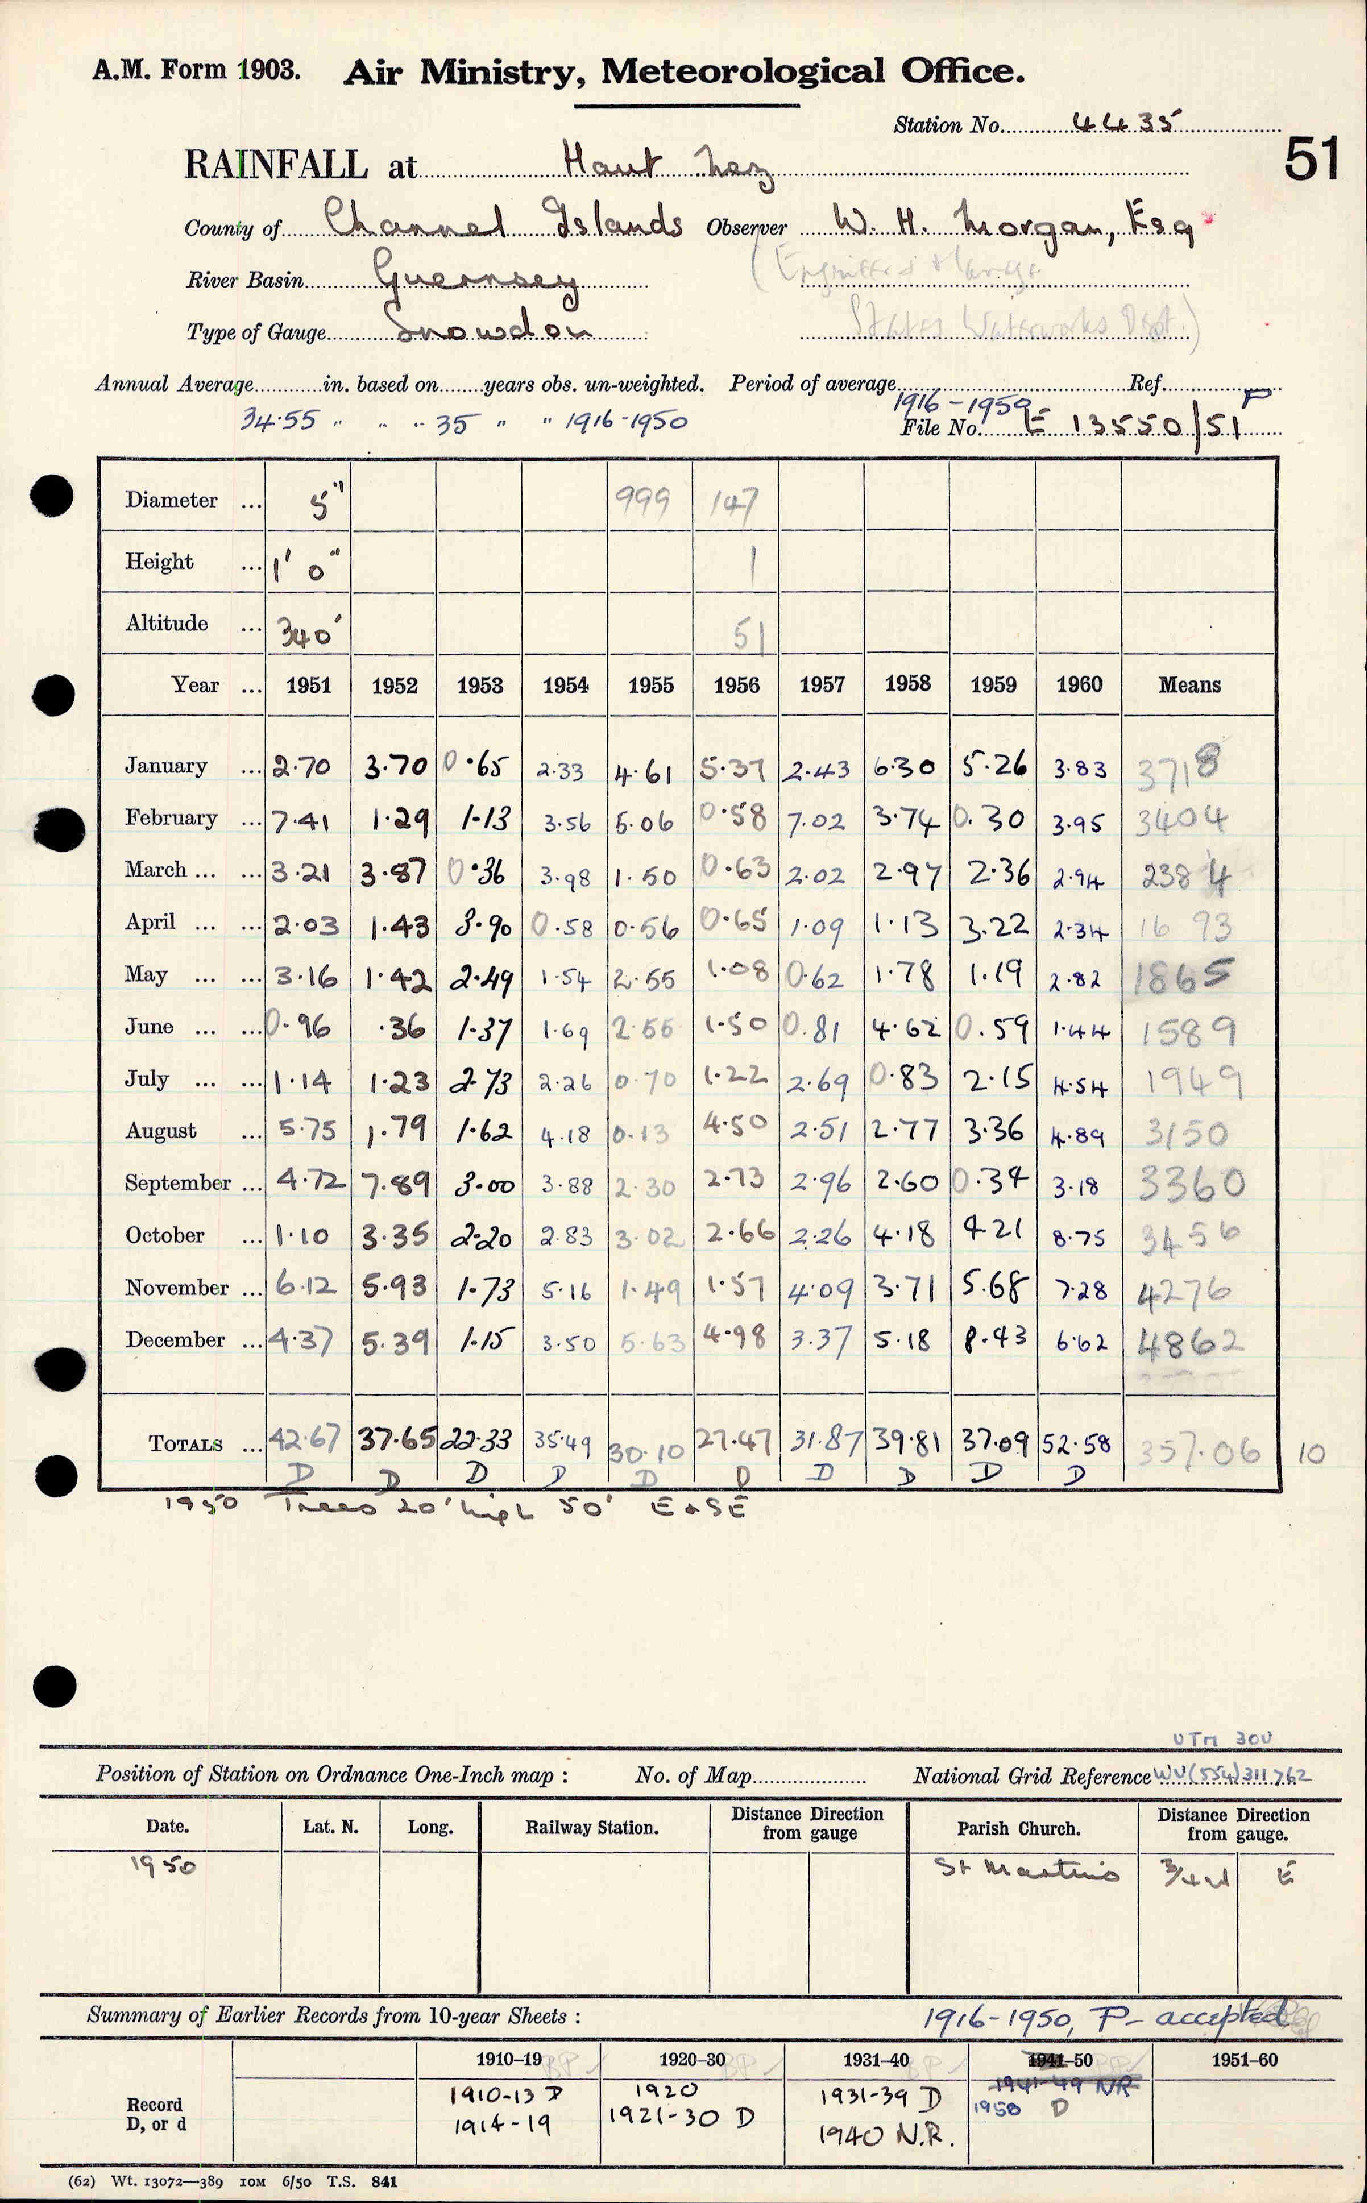 A.M. Form 1903. Air Ministry, Meteorological Office.
Station No. 4435
51
RAINFALL at Haut Nez
County of Channel Islands Observer W. H. Morgan, Esq
River Basin Guernsey (Engineer & Manager
Type of Gauge Snowdon States Waterworks Dept.)
Annual Average in. based on years obs. un-weighted. Period of average 1916-1950 Ref. P
34.55 " " " 35 " " 1916-1950 File No. E 13550/51
Diameter ... 5" 999 147
Height ... 1' 0" 1
Altitude ... 340' 51
Year ... 1951 1952 1953 1954 1955 1956 1957 1958 1959 1960 Means
January ... 2.70 3.70 0.65 2.33 4.61 5.37 2.43 6.30 5.26 3.83 3718
February ... 7.41 1.29 1.13 3.56 5.06 0.58 7.02 3.74 0.30 3.95 3404
March ... ... 3.21 3.87 0.36 3.98 1.50 0.63 2.02 2.97 2.36 2.94 2384
April ... ... 2.03 1.43 3.90 0.58 0.56 0.65 1.09 1.13 3.22 2.34 16 93
May ... ... 3.16 1.42 2.49 1.54 2.55 1.08 0.62 1.78 1.19 2.82 1865
June ... ... 0.96 .36 1.37 1.69 2.55 1.50 0.81 4.62 0.59 1.44 1589
July ... ... 1.14 1.23 2.73 2.26 0.70 1.22 2.69 0.83 2.15 4.54 1949
August ... 5.75 1.79 1.62 4.18 0.13 4.50 2.51 2.77 3.36 4.89 3150
September ... 4.72 7.89 3.00 3.88 2.30 2.73 2.96 2.60 0.34 3.18 3360
October ... 1.10 3.35 2.20 2.83 3.02 2.66 2.26 4.18 4.21 8.75 3456
November ... 6.12 5.93 1.73 5.16 1.49 1.57 4.09 3.71 5.68 7.28 4276
December ... 4.37 5.39 1.15 3.50 5.63 4.98 3.37 5.18 8.43 6.62 4862
TOTALS ... 42.67 37.65 22.33 35.49 30.10 27.47 31.87 39.81 37.09 52.58 357.06 10
D D D D D D D D D D
1950 Trees 20' high 50' E & SE
UTM 30U
Position of Station on Ordnance One-Inch map : No. of Map National Grid Reference WV(554)311762
Date. Lat. N. Long. Railway Station. Distance Direction from gauge Parish Church. Distance Direction from gauge.
1950 St Martins 3/4 M E
Summary of Earlier Records from 10-year Sheets : 1916-1950, P- accepted
1910–19 1920–30 1931–40 1941–50 1951–60
Record D, or d
1910-13 D 1920 1931-39 D 1941-49 NR
1914-19 1921-30 D 1940 N.R. 1950 D
(62) Wt. 13072—389 10M 6/50 T.S. 841